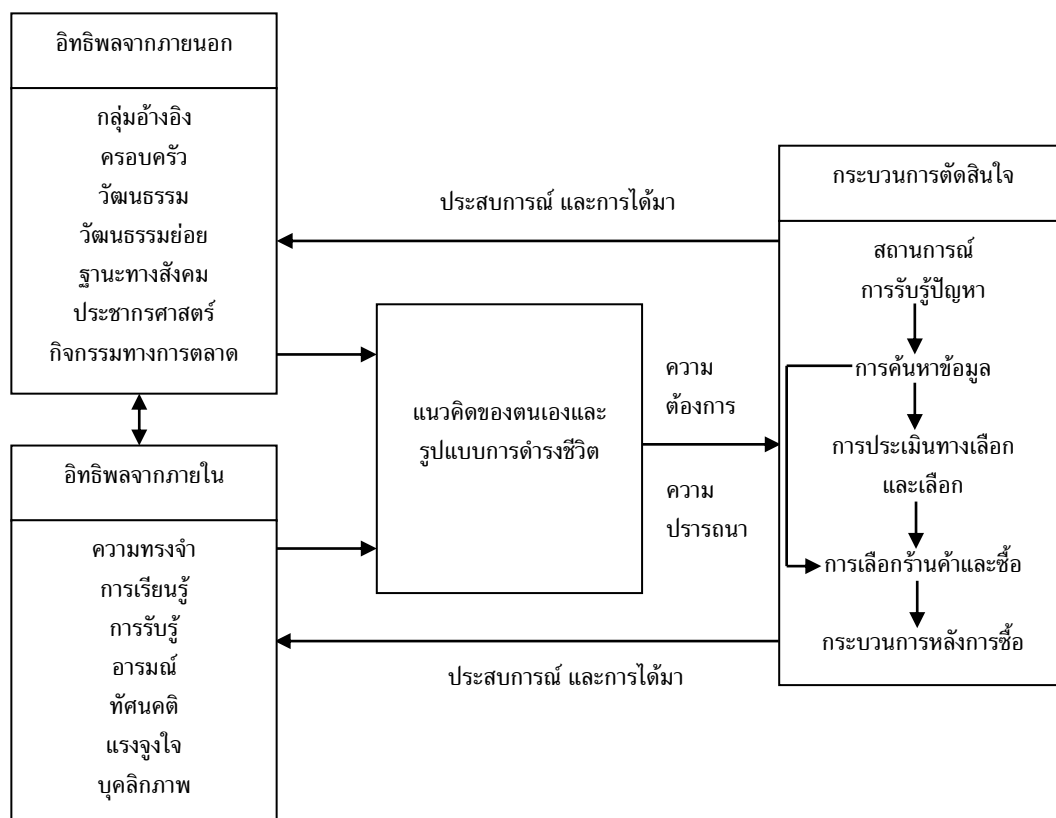 อิทธิพลจากภายนอก
กลุ่มอ้างอิง
ครอบครัว
วัฒนธรรม
วัฒนธรรมย่อย
ฐานะทางสังคม
ประชากรศาสตร์
กิจกรรมทางการตลาด
อิทธิพลจากภายใน
ความทรงจำ
การเรียนรู้
การรับรู้
อารมณ์
ทัศนคติ
แรงจูงใจ
บุคลิกภาพ
ประสบการณ์ และการได้มา
แนวคิดของตนเองและ
รูปแบบการดำรงชีวิต
ความ
ต้องการ
ความ
ปรารถนา
ประสบการณ์ และการได้มา
กระบวนการตัดสินใจ
สถานการณ์
การรับรู้ปัญหา
การค้นหาข้อมูล
การประเมินทางเลือก
และเลือก
การเลือกร้านค้าและซื้อ
กระบวนการหลังการซื้อ